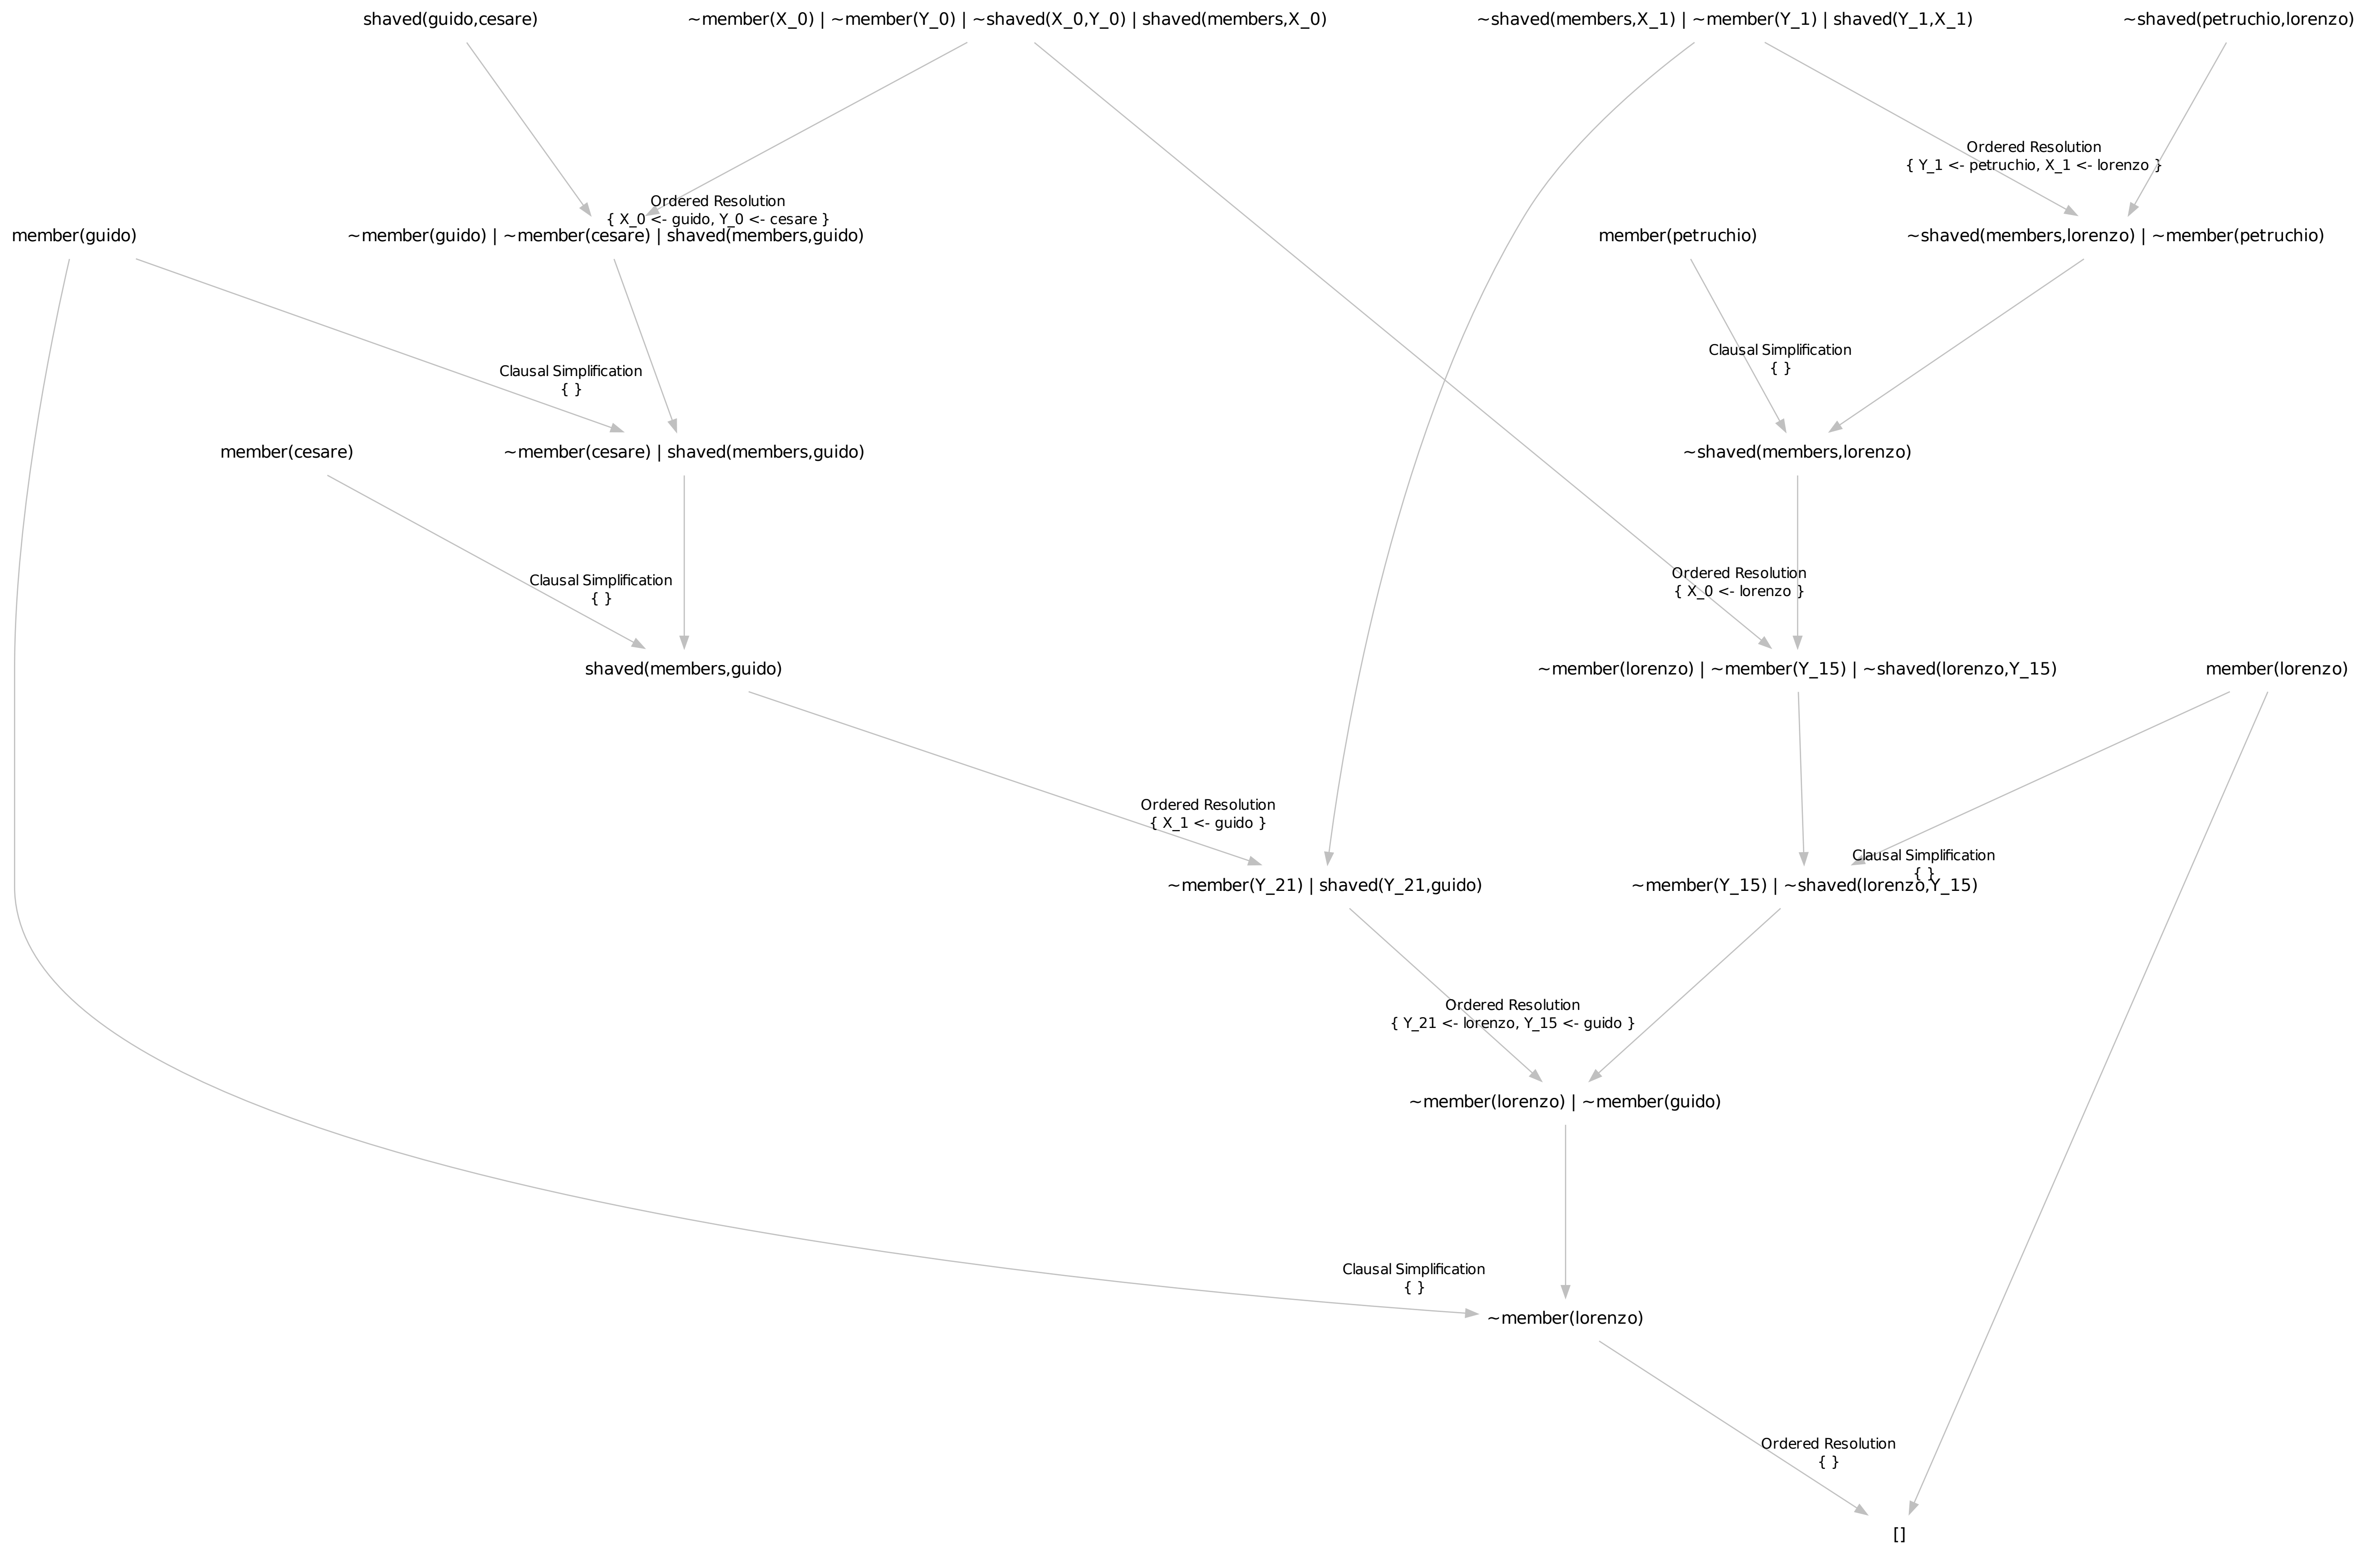 shaved(guido,cesare)
~member(X_0) | ~member(Y_0) | ~shaved(X_0,Y_0) | shaved(members,X_0)
~shaved(members,X_1) | ~member(Y_1) | shaved(Y_1,X_1)
~shaved(petruchio,lorenzo)
Ordered Resolution
{ Y_1 <- petruchio, X_1 <- lorenzo }
Ordered Resolution
{ X_0 <- guido, Y_0 <- cesare }
member(guido)
~member(guido) | ~member(cesare) | shaved(members,guido)
member(petruchio)
~shaved(members,lorenzo) | ~member(petruchio)
Clausal Simplification
{ }
Clausal Simplification
{ }
member(cesare)
~member(cesare) | shaved(members,guido)
~shaved(members,lorenzo)
Clausal Simplification
{ }
Ordered Resolution
{ X_0 <- lorenzo }
shaved(members,guido)
~member(lorenzo) | ~member(Y_15) | ~shaved(lorenzo,Y_15)
member(lorenzo)
Ordered Resolution
{ X_1 <- guido }
Clausal Simplification
{ }
~member(Y_21) | shaved(Y_21,guido)
~member(Y_15) | ~shaved(lorenzo,Y_15)
Ordered Resolution
{ Y_21 <- lorenzo, Y_15 <- guido }
~member(lorenzo) | ~member(guido)
Clausal Simplification
{ }
~member(lorenzo)
Ordered Resolution
{ }
[]